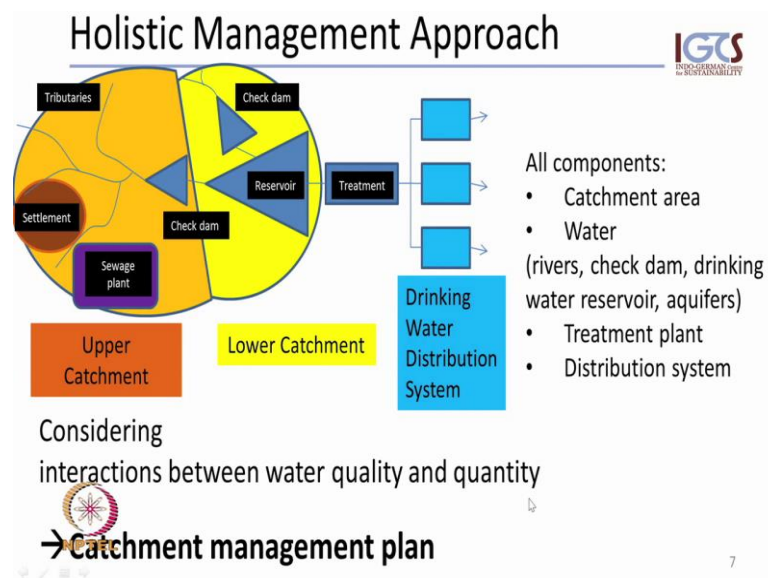 Holistic Management Approach
IGCS
INDO-GERMAN Centre
for SUSTAINABILITY
Tributaries
Check dam
Settlement
Sewage
plant
Check dam
Reservoir
Treatment
Upper
Catchment
Lower Catchment
Drinking
Water
Distribution
System
All components:
• Catchment area
• Water
(rivers, check dam, drinking
water reservoir, aquifers)
• Treatment plant
• Distribution system
Considering
interactions between water quality and quantity
→Catchment management plan
NPTEL
7